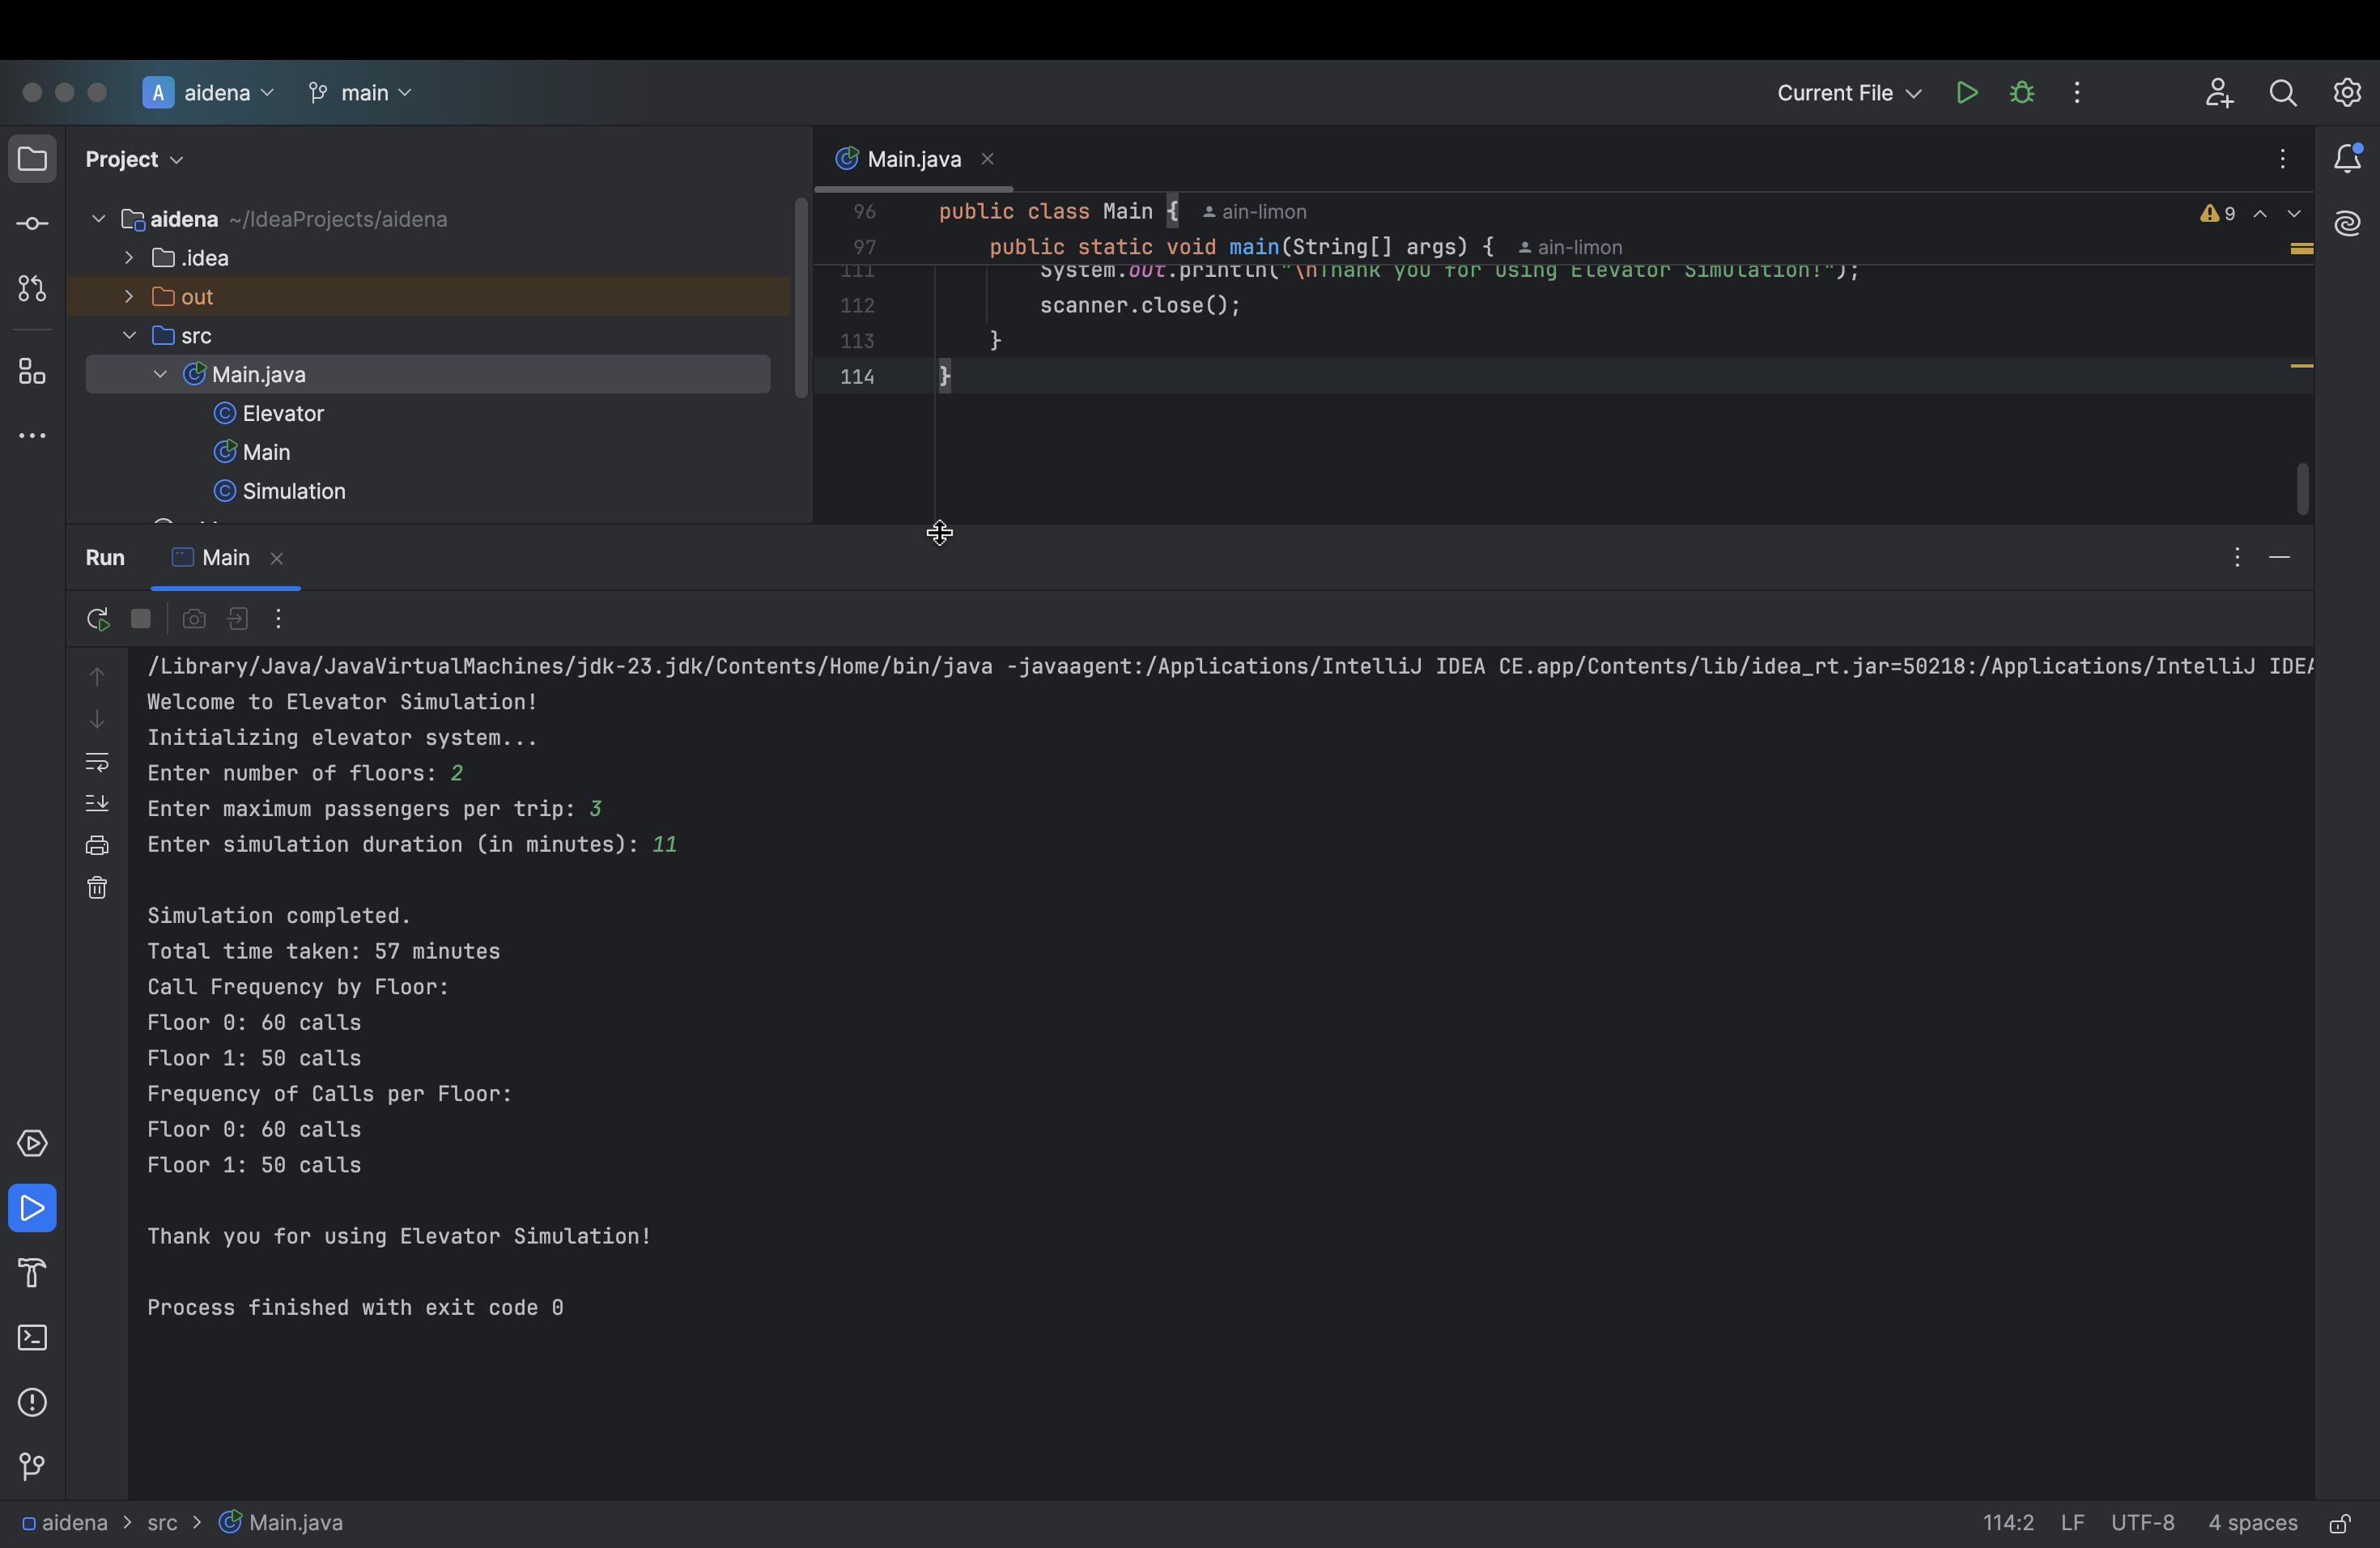 A aidena main Current File
Project
Main.java
aidena ~/IdeaProjects/aidena
.idea
out
src
Main.java
Elevator
Main
Simulation
96 public class Main { ain-limon
9
97 public static void main(String[] args) { ain-limon
111 System.out.println("\nThank you for using Elevator Simulation!");
112 scanner.close();
113 }
114 }
Run Main
/Library/Java/JavaVirtualMachines/jdk-23.jdk/Contents/Home/bin/java -javaagent:/Applications/IntelliJ IDEA CE.app/Contents/lib/idea_rt.jar=50218:/Applications/IntelliJ IDEA
Welcome to Elevator Simulation!
Initializing elevator system...
Enter number of floors: 2
Enter maximum passengers per trip: 3
Enter simulation duration (in minutes): 11
Simulation completed.
Total time taken: 57 minutes
Call Frequency by Floor:
Floor 0: 60 calls
Floor 1: 50 calls
Frequency of Calls per Floor:
Floor 0: 60 calls
Floor 1: 50 calls
Thank you for using Elevator Simulation!
Process finished with exit code 0
aidena > src > Main.java 114:2 LF UTF-8 4 spaces